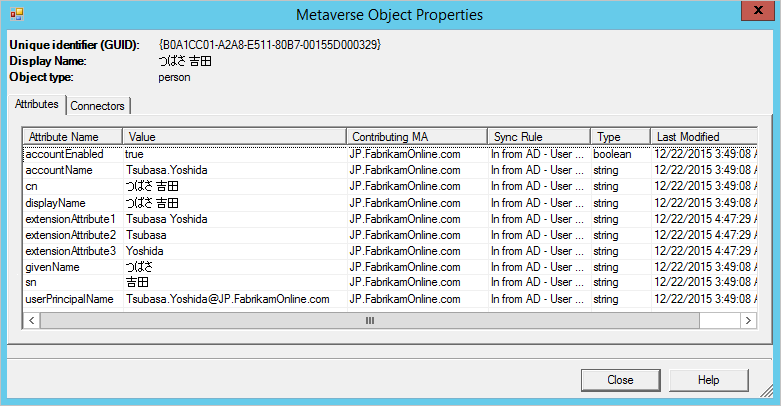 Metaverse Object Properties
Unique identifier (GUID): {B0A1CC01-A2A8-E511-80B7-00155D000329}
Display Name: つばさ 吉田
Object type: person
Attributes Connectors
Attribute Name Value Contributing MA Sync Rule Type Last Modified
accountEnabled true JP.FabrikamOnline.com In from AD - User ... boolean 12/22/2015 3:49:08 A
accountName Tsubasa.Yoshida JP.FabrikamOnline.com In from AD - User ... string 12/22/2015 3:49:08 A
cn つばさ 吉田 JP.FabrikamOnline.com In from AD - User ... string 12/22/2015 3:49:08 A
displayName つばさ 吉田 JP.FabrikamOnline.com In from AD - User ... string 12/22/2015 3:49:08 A
extensionAttribute1 Tsubasa Yoshida JP.FabrikamOnline.com In from AD - User ... string 12/22/2015 4:47:29 A
extensionAttribute2 Tsubasa JP.FabrikamOnline.com In from AD - User ... string 12/22/2015 4:47:29 A
extensionAttribute3 Yoshida JP.FabrikamOnline.com In from AD - User ... string 12/22/2015 4:47:29 A
givenName つばさ JP.FabrikamOnline.com In from AD - User ... string 12/22/2015 3:49:08 A
sn 吉田 JP.FabrikamOnline.com In from AD - User ... string 12/22/2015 3:49:08 A
userPrincipalName Tsubasa.Yoshida@JP.FabrikamOnline.com JP.FabrikamOnline.com In from AD - User ... string 12/22/2015 3:49:08 A
Close Help